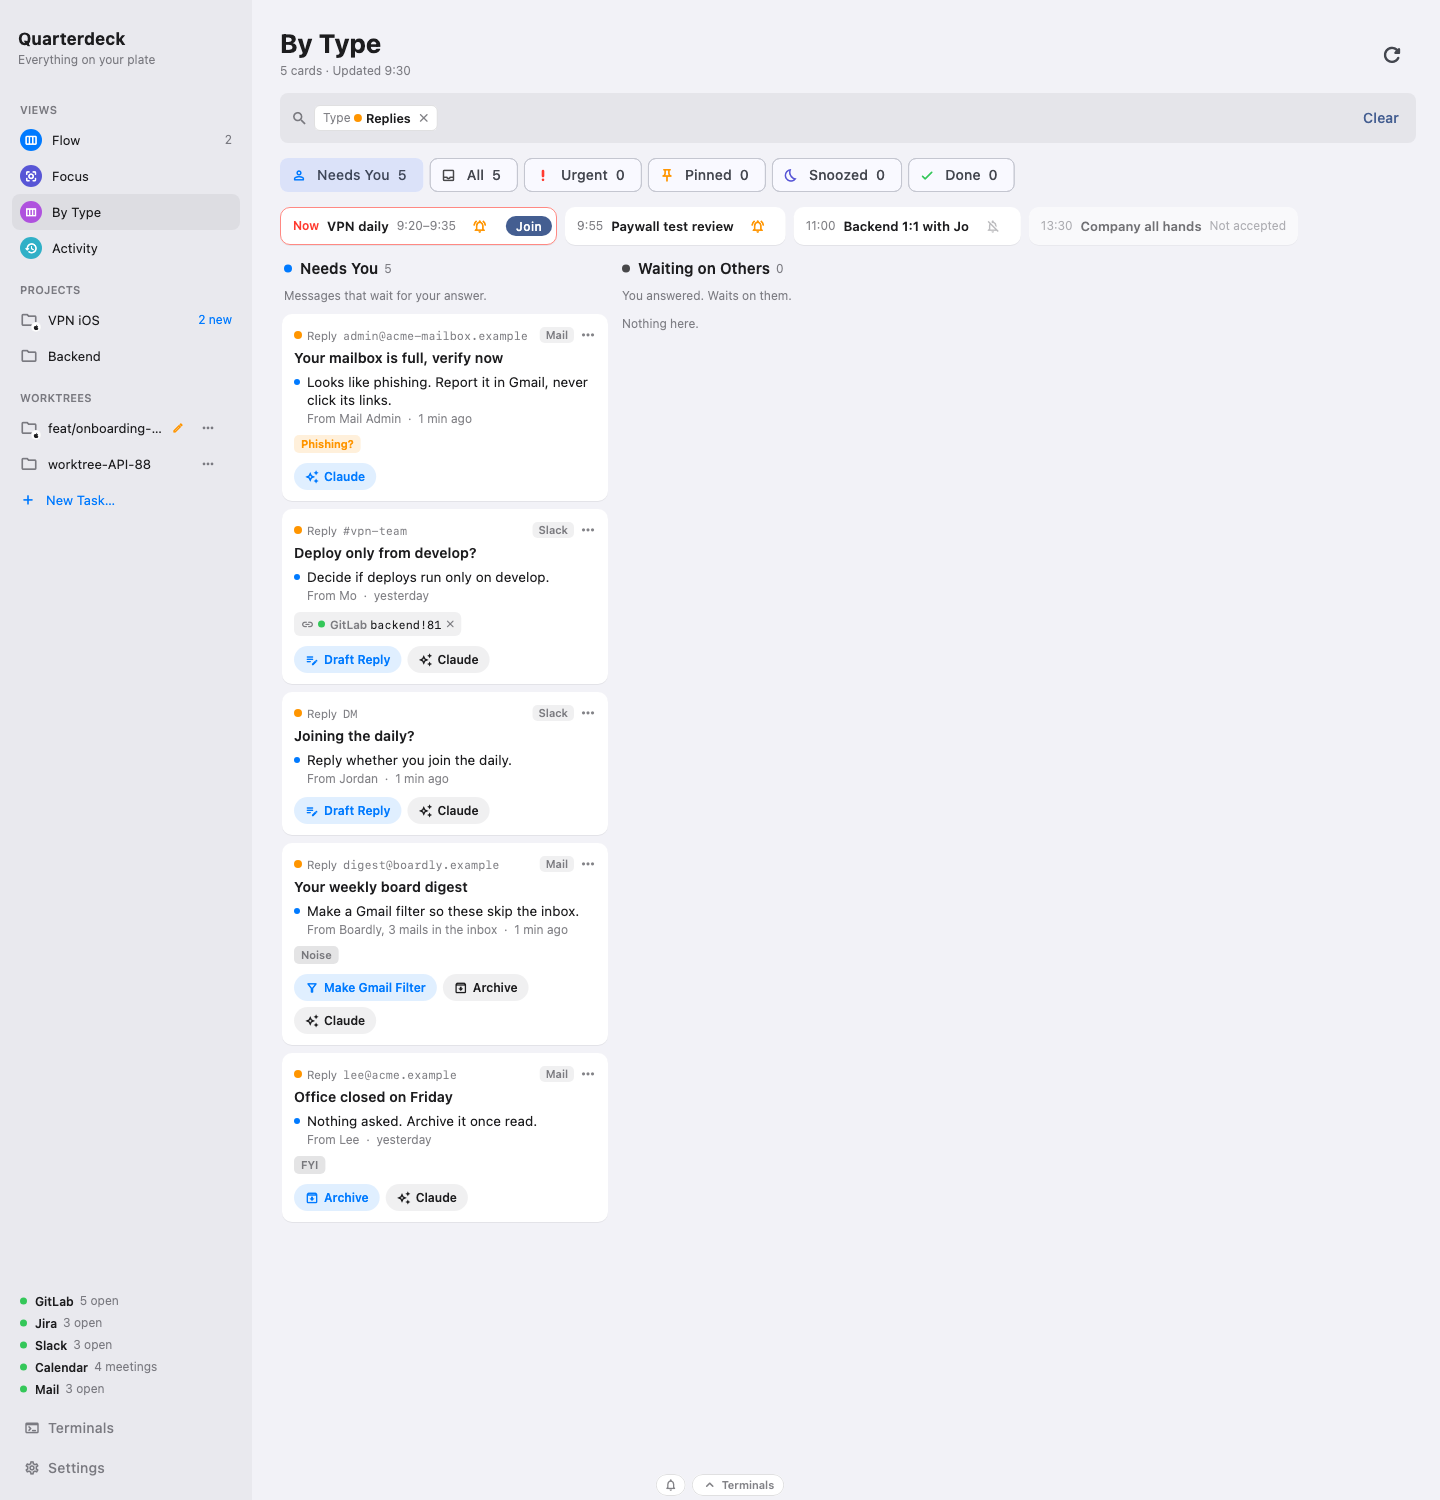 Quarterdeck
Everything on your plate
VIEWS
Flow 2
Focus
By Type
Activity
PROJECTS
VPN iOS 2 new
Backend
WORKTREES
feat/onboarding-...
worktree-API-88
New Task...
GitLab 5 open
Jira 3 open
Slack 3 open
Calendar 4 meetings
Mail 3 open
Terminals
Settings
By Type
5 cards · Updated 9:30
Type Replies Clear
Needs You 5 All 5 Urgent 0 Pinned 0 Snoozed 0 Done 0
Now VPN daily 9:20–9:35 Join 9:55 Paywall test review 11:00 Backend 1:1 with Jo 13:30 Company all hands Not accepted
Needs You 5
Messages that wait for your answer.
Reply admin@acme-mailbox.example Mail
Your mailbox is full, verify now
Looks like phishing. Report it in Gmail, never
click its links.
From Mail Admin · 1 min ago
Phishing?
Claude
Reply #vpn-team Slack
Deploy only from develop?
Decide if deploys run only on develop.
From Mo · yesterday
GitLab backend!81
Draft Reply Claude
Reply DM Slack
Joining the daily?
Reply whether you join the daily.
From Jordan · 1 min ago
Draft Reply Claude
Reply digest@boardly.example Mail
Your weekly board digest
Make a Gmail filter so these skip the inbox.
From Boardly, 3 mails in the inbox · 1 min ago
Noise
Make Gmail Filter Archive
Claude
Reply lee@acme.example Mail
Office closed on Friday
Nothing asked. Archive it once read.
From Lee · yesterday
FYI
Archive Claude
Waiting on Others 0
You answered. Waits on them.
Nothing here.
Terminals